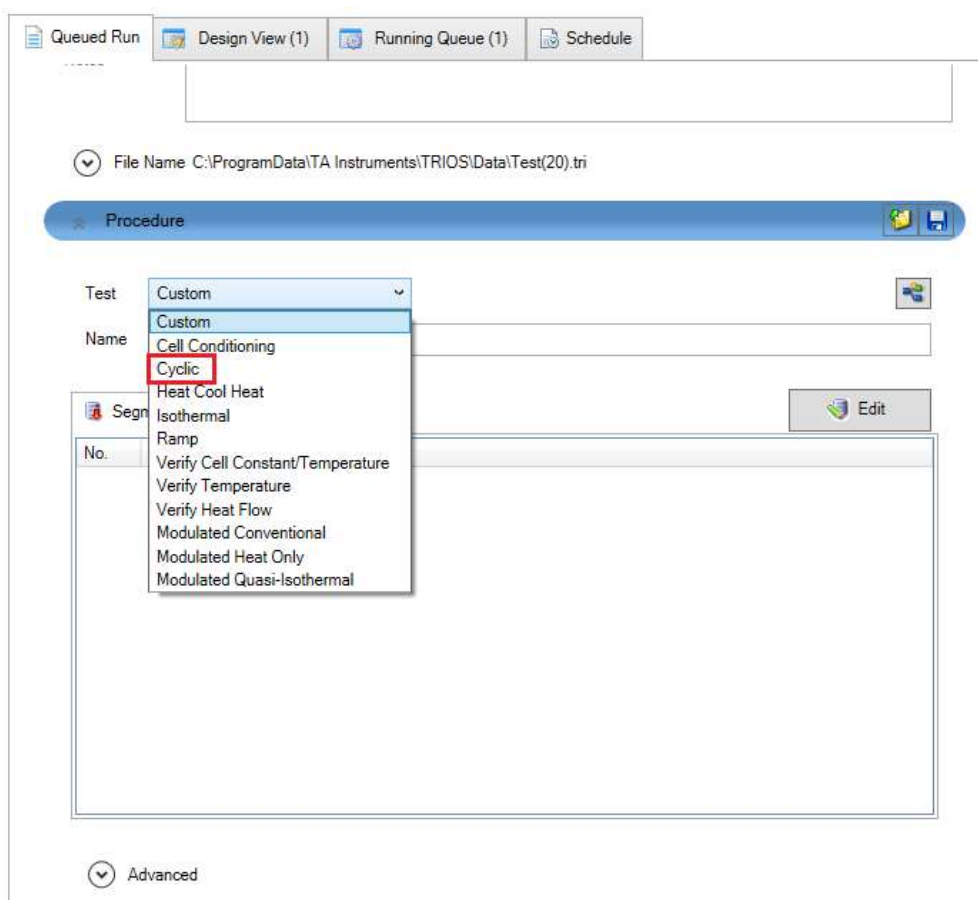 Queued Run
Design View (1)
Running Queue (1)
Schedule
File Name C:\ProgramData\TA Instruments\TRIOS\Data\Test(20).tri
Procedure
Test
Custom
Custom
Name
Cell Conditioning
Cyclic
Heat Cool Heat
Edit
Isothermal
Ramp
No.
Verify Cell Constant/Temperature
Verify Temperature
Verify Heat Flow
Modulated Conventional
Modulated Heat Only
Modulated Quasi-Isothermal
Advanced